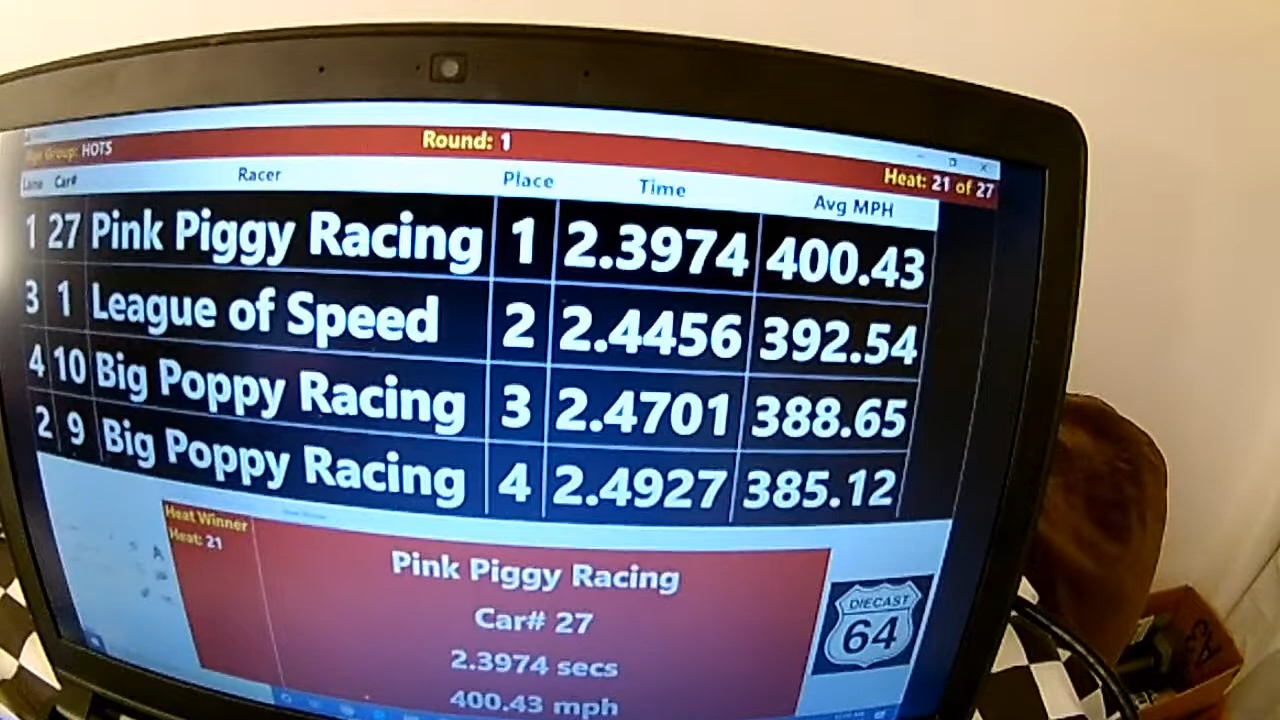 Age Group: HOTS Round: 1 Heat: 21 of 27
Lane Car# Racer Place Time Avg MPH
1 27 Pink Piggy Racing 1 2.3974 400.43
3 1 League of Speed 2 2.4456 392.54
4 10 Big Poppy Racing 3 2.4701 388.65
2 9 Big Poppy Racing 4 2.4927 385.12
Heat Winner
Heat: 21
Pink Piggy Racing
Car# 27
2.3974 secs
400.43 mph
DIECAST
64